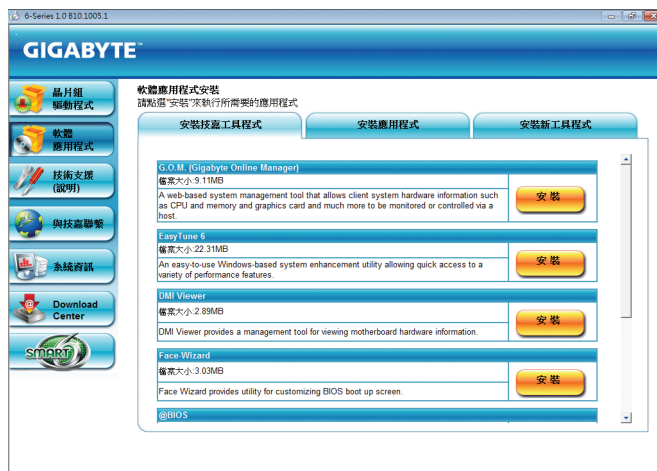 6-Series 1.0 B10.1005.1
GIGABYTE™
晶片組
驅動程式
軟體
應用程式
技術支援
(說明)
與技嘉聯繫
系統資訊
Download
Center
SMART 6
軟體應用程式安裝
請點選"安裝"來執行所需要的應用程式
安裝技嘉工具程式
安裝應用程式
安裝新工具程式
G.O.M. (Gigabyte Online Manager)
檔案大小:9.11MB
A web-based system management tool that allows client system hardware information such
as CPU and memory and graphics card and much more to be monitored or controlled via a
host.
安裝
EasyTune 6
檔案大小:22.31MB
An easy-to-use Windows-based system enhancement utility allowing quick access to a
variety of performance features.
安裝
DMI Viewer
檔案大小:2.89MB
DMI Viewer provides a management tool for viewing motherboard hardware information.
安裝
Face-Wizard
檔案大小:3.03MB
Face Wizard provides utility for customizing BIOS boot up screen.
安裝
@BIOS